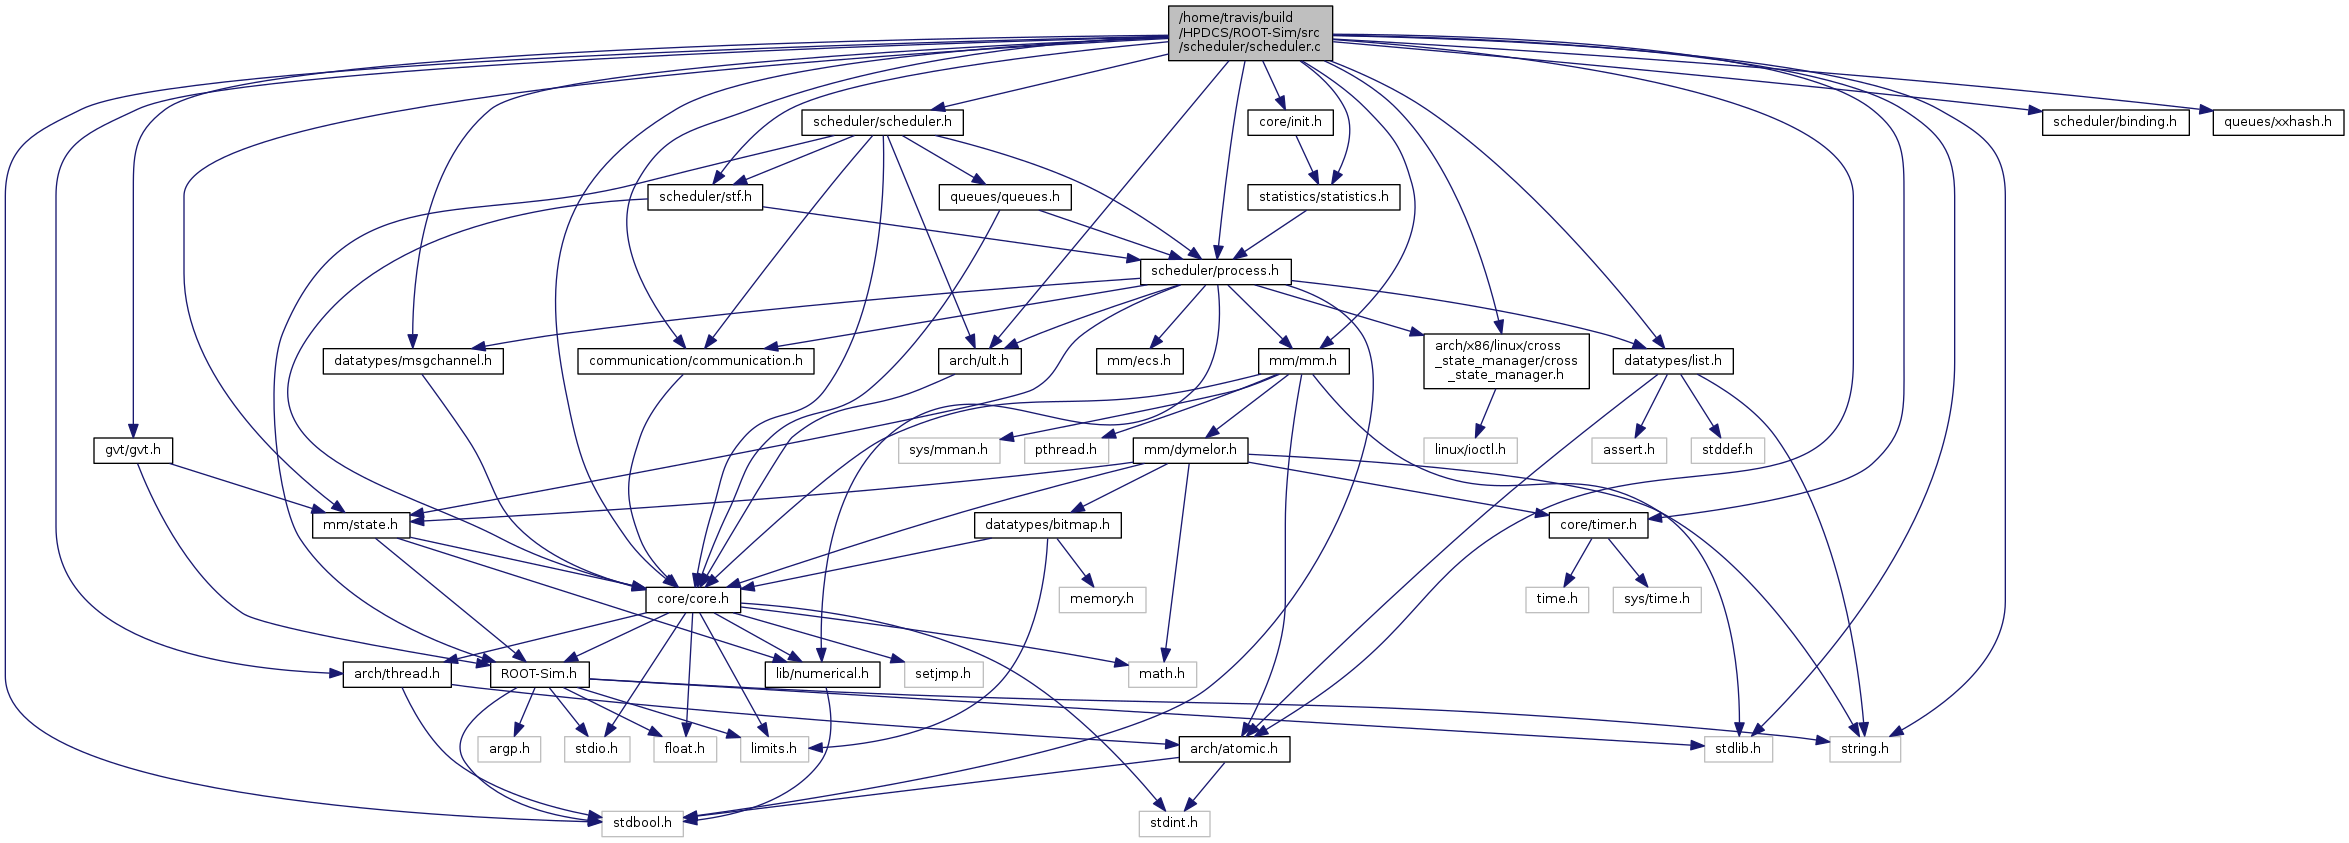 /home/travis/build
/HPDCS/ROOT-Sim/src
/scheduler/scheduler.c
scheduler/scheduler.h
core/init.h
scheduler/binding.h
queues/xxhash.h
scheduler/stf.h
queues/queues.h
statistics/statistics.h
scheduler/process.h
datatypes/msgchannel.h
communication/communication.h
arch/ult.h
mm/ecs.h
mm/mm.h
arch/x86/linux/cross
_state_manager/cross
_state_manager.h
datatypes/list.h
gvt/gvt.h
sys/mman.h
pthread.h
mm/dymelor.h
linux/ioctl.h
assert.h
stddef.h
mm/state.h
datatypes/bitmap.h
core/timer.h
core/core.h
memory.h
time.h
sys/time.h
arch/thread.h
ROOT-Sim.h
lib/numerical.h
setjmp.h
math.h
argp.h
stdio.h
float.h
limits.h
arch/atomic.h
stdlib.h
string.h
stdbool.h
stdint.h